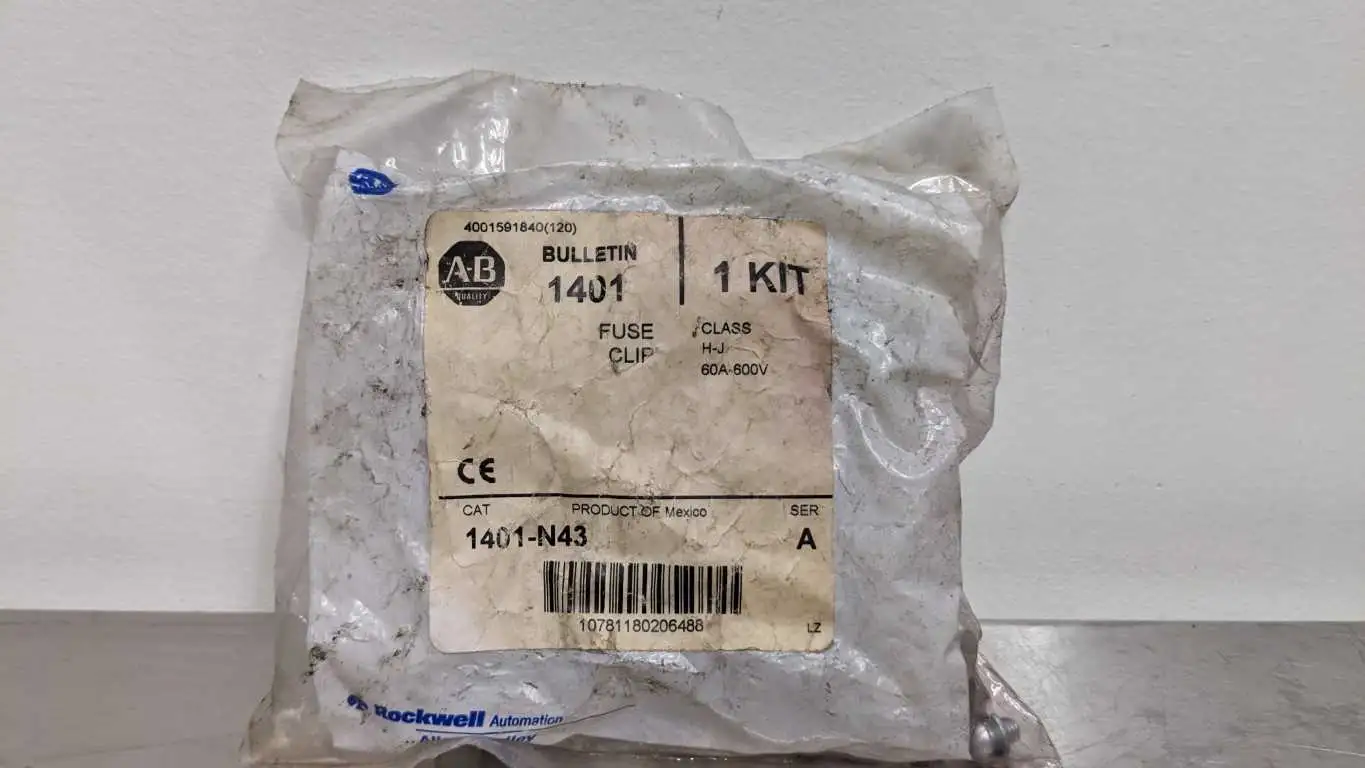 4001591840(120)
A-B
QUALITY
BULLETIN
1401
1 KIT
FUSE
CLIP
CLASS
H-J
60A-600V
CE
CAT
PRODUCT OF Mexico
SER
1401-N43
A
10781180206488
LZ
Rockwell Automation